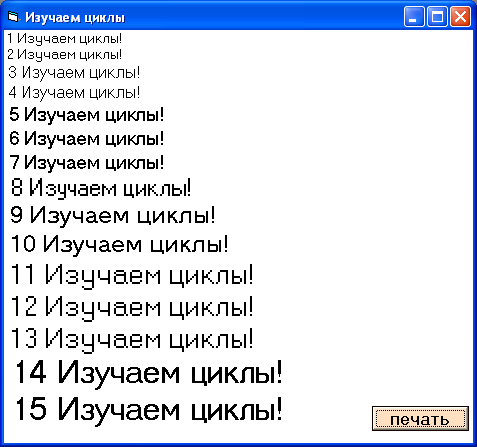 Изучаем циклы
1 Изучаем циклы!
2 Изучаем циклы!
3 Изучаем циклы!
4 Изучаем циклы!
5 Изучаем циклы!
6 Изучаем циклы!
7 Изучаем циклы!
8 Изучаем циклы!
9 Изучаем циклы!
10 Изучаем циклы!
11 Изучаем циклы!
12 Изучаем циклы!
13 Изучаем циклы!
14 Изучаем циклы!
15 Изучаем циклы!
печать